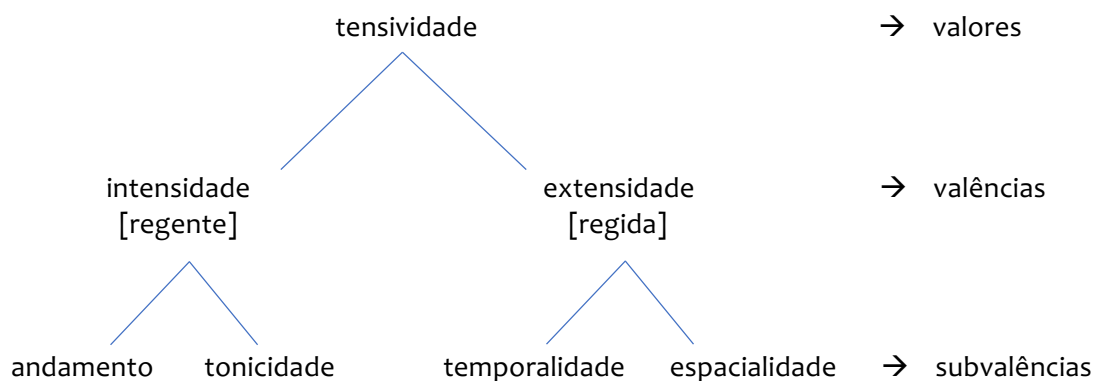 tensividade → valores
intensidade extensidade → valências
[regente] [regida]
andamento tonicidade temporalidade espacialidade → subvalências